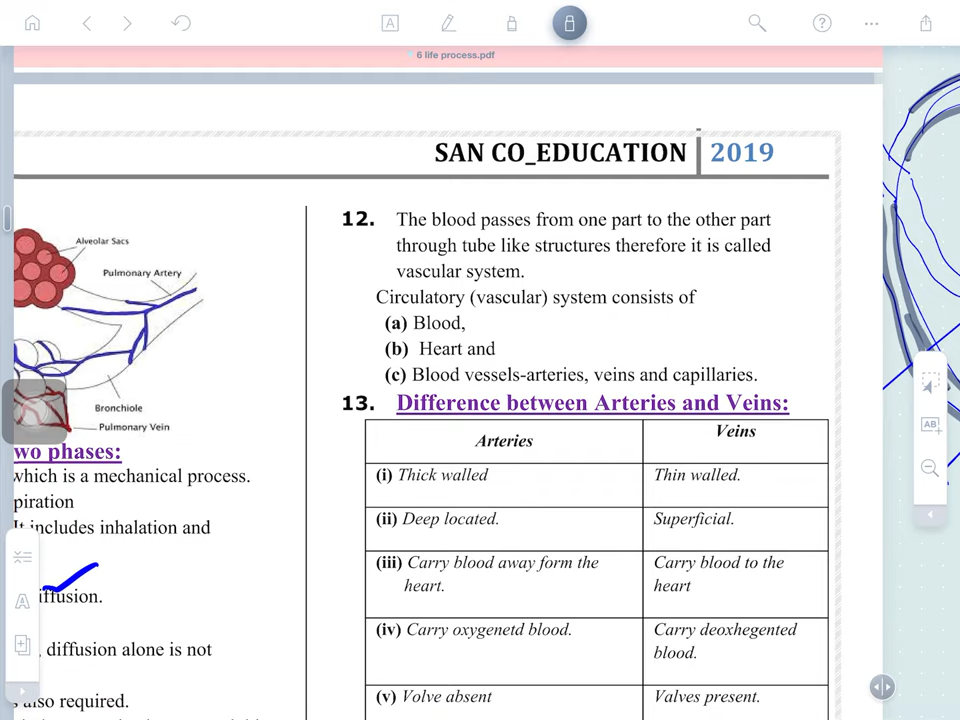 A
6 life process.pdf
SAN CO_EDUCATION 2019
Alveolar Sacs
Pulmonary Artery
Bronchiole
Pulmonary Vein
wo phases:
which is a mechanical process.
piration
It includes inhalation and
iffusion.
, diffusion alone is not
also required.
12. The blood passes from one part to the other part
through tube like structures therefore it is called
vascular system.
Circulatory (vascular) system consists of
(a) Blood,
(b) Heart and
(c) Blood vessels-arteries, veins and capillaries.
13. Difference between Arteries and Veins:
Arteries Veins
(i) Thick walled Thin walled.
(ii) Deep located. Superficial.
(iii) Carry blood away form the Carry blood to the
heart. heart
(iv) Carry oxygenetd blood. Carry deoxhegented
blood.
(v) Volve absent Valves present.
AB
A